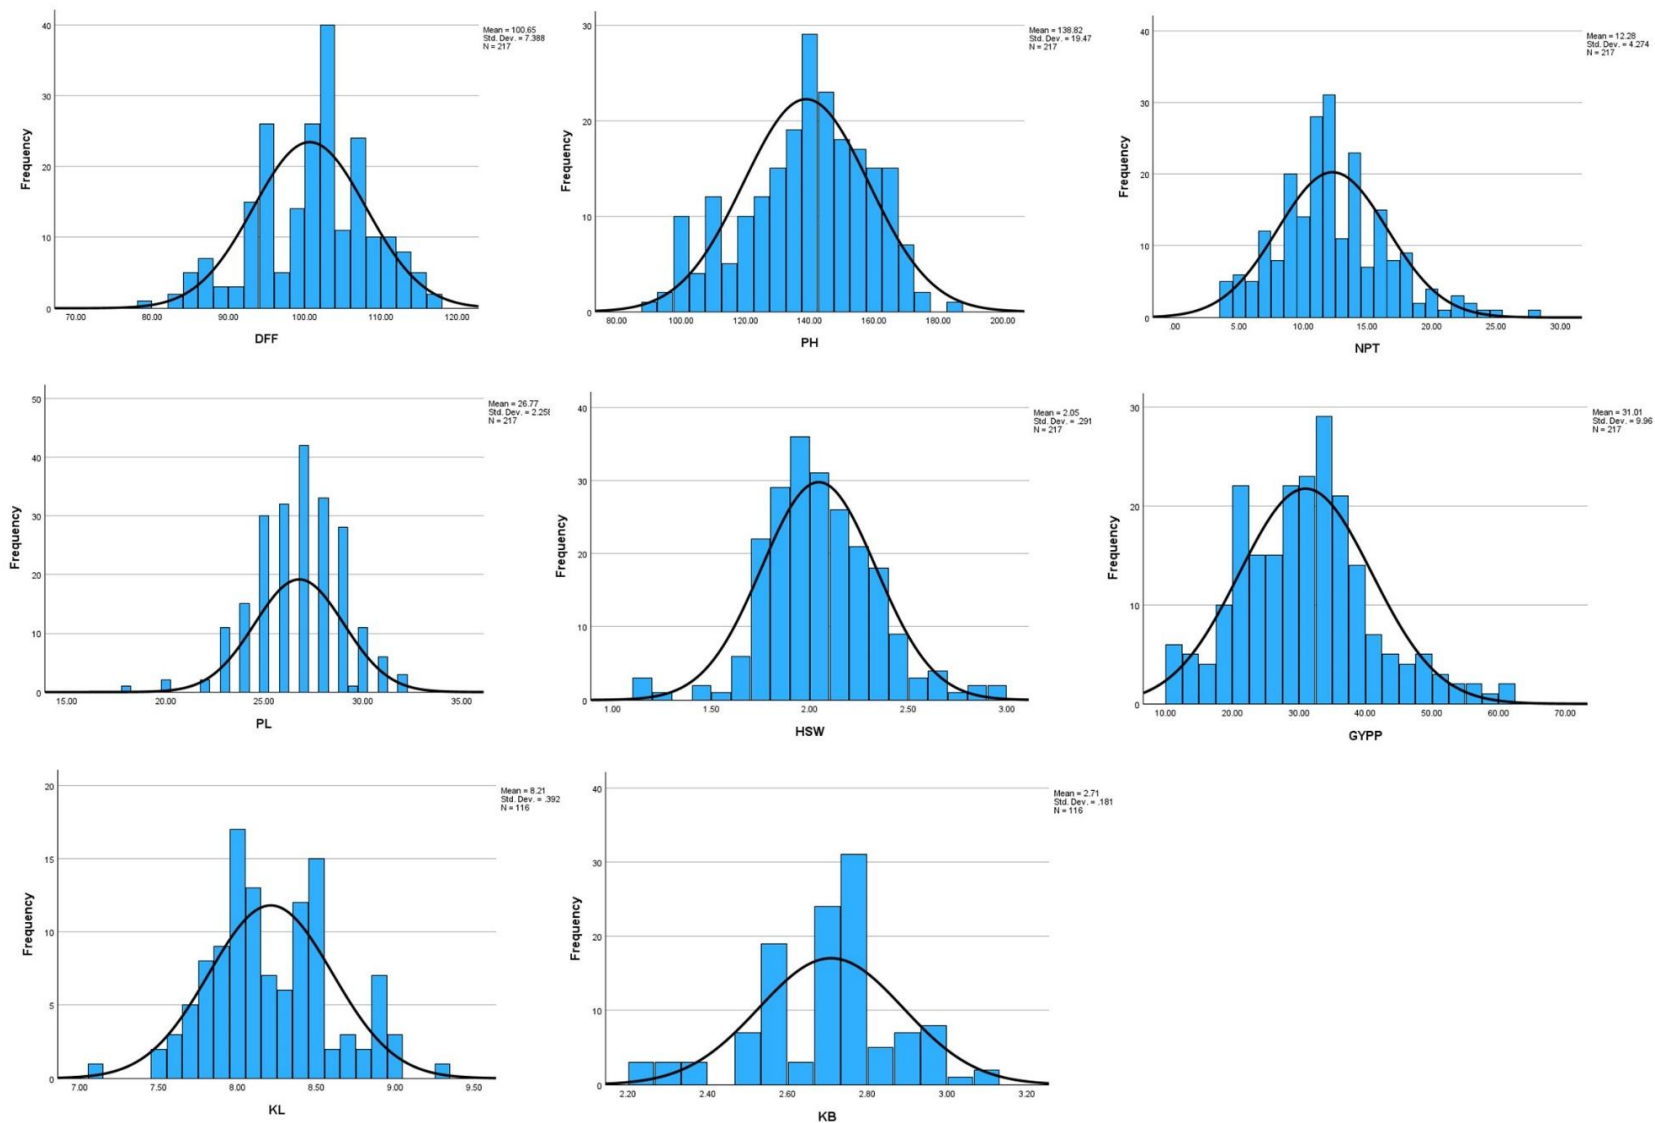 Mean = 100.65
Std. Dev. = 7.388
N = 217
40
30
20
10
0
Frequency
70.00 80.00 90.00 100.00 110.00 120.00
DFF
Mean = 138.82
Std. Dev. = 19.47
N = 217
30
20
10
0
Frequency
80.00 100.00 120.00 140.00 160.00 180.00 200.00
PH
Mean = 12.28
Std. Dev. = 4.274
N = 217
40
30
20
10
0
Frequency
.00 5.00 10.00 15.00 20.00 25.00 30.00
NPT
Mean = 26.77
Std. Dev. = 2.25
N = 217
50
40
30
20
10
0
Frequency
15.00 20.00 25.00 30.00 35.00
PL
Mean = 2.05
Std. Dev. = .291
N = 217
40
30
20
10
0
Frequency
1.00 1.50 2.00 2.50 3.00
HSW
Mean = 31.01
Std. Dev. = 9.96
N = 217
30
20
10
0
Frequency
10.00 20.00 30.00 40.00 50.00 60.00 70.00
GYPP
Mean = 8.21
Std. Dev. = .392
N = 116
20
15
10
5
0
Frequency
7.00 7.50 8.00 8.50 9.00 9.50
KL
Mean = 2.71
Std. Dev. = .181
N = 116
40
30
20
10
0
Frequency
2.20 2.40 2.60 2.80 3.00 3.20
KB